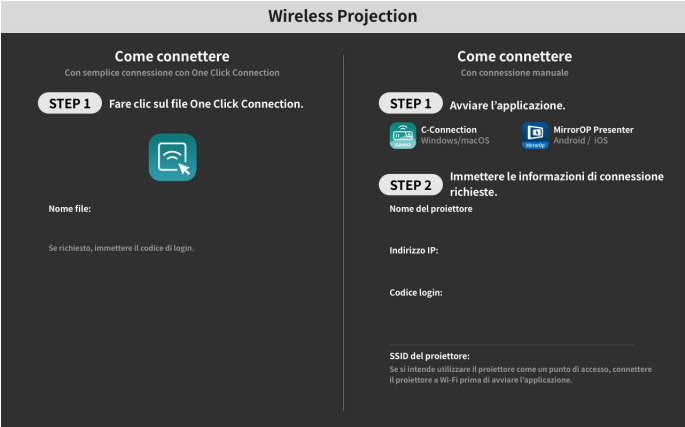 Wireless Projection
Come connettere
Con semplice connessione con One Click Connection
STEP 1 Fare clic sul file One Click Connection.
Nome file:
Se richiesto, immettere il codice di login.
Come connettere
Con connessione manuale
STEP 1 Avviare l'applicazione.
CASIO
C-Connection
Windows/macOS
MirrorOp
MirrorOP Presenter
Android / iOS
STEP 2 Immettere le informazioni di connessione
richieste.
Nome del proiettore
Indirizzo IP:
Codice login:
SSID del proiettore:
Se si intende utilizzare il proiettore come un punto di accesso, connettere
il proiettore a Wi-Fi prima di avviare l'applicazione.